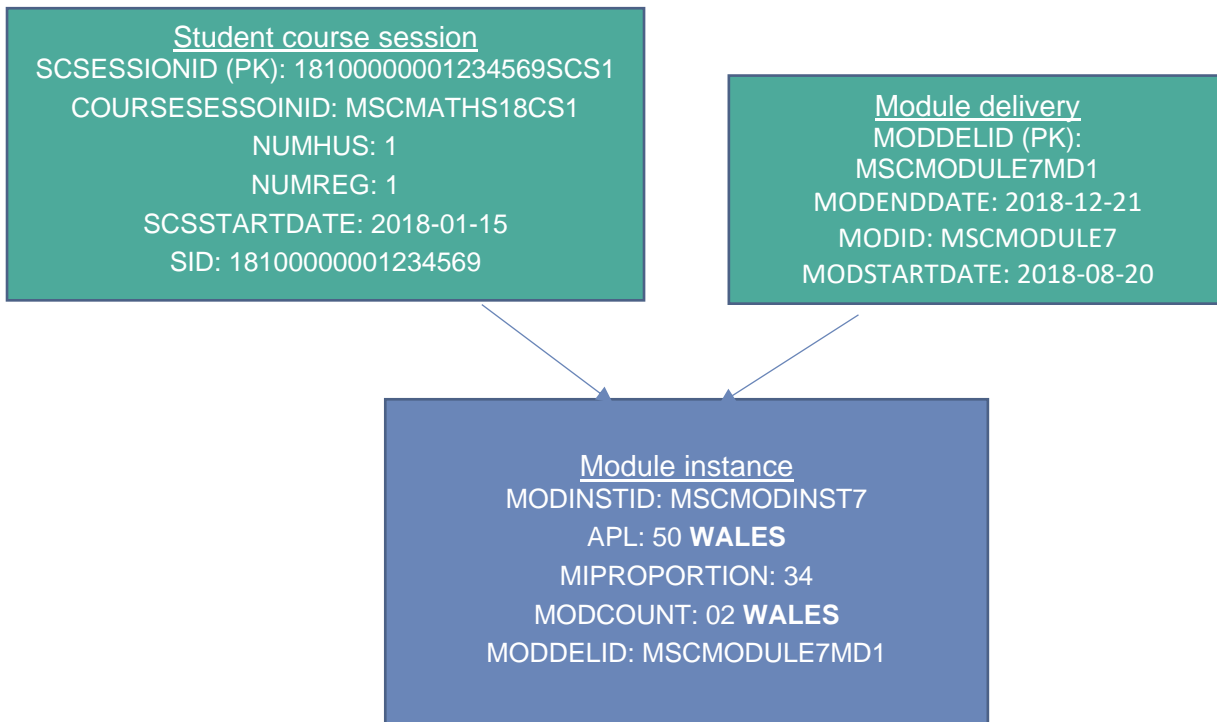 Student course session
SCSESSIONID (PK): 18100000001234569SCS1
COURSESESSOINID: MSCMATHS18CS1
NUMHUS: 1
NUMREG: 1
SCSSTARTDATE: 2018-01-15
SID: 18100000001234569
Module delivery
MODDELID (PK):
MSCMODULE7MD1
MODENDDATE: 2018-12-21
MODID: MSCMODULE7
MODSTARTDATE: 2018-08-20
Module instance
MODINSTID: MSCMODINST7
APL: 50 WALES
MIPROPORTION: 34
MODCOUNT: 02 WALES
MODDELID: MSCMODULE7MD1